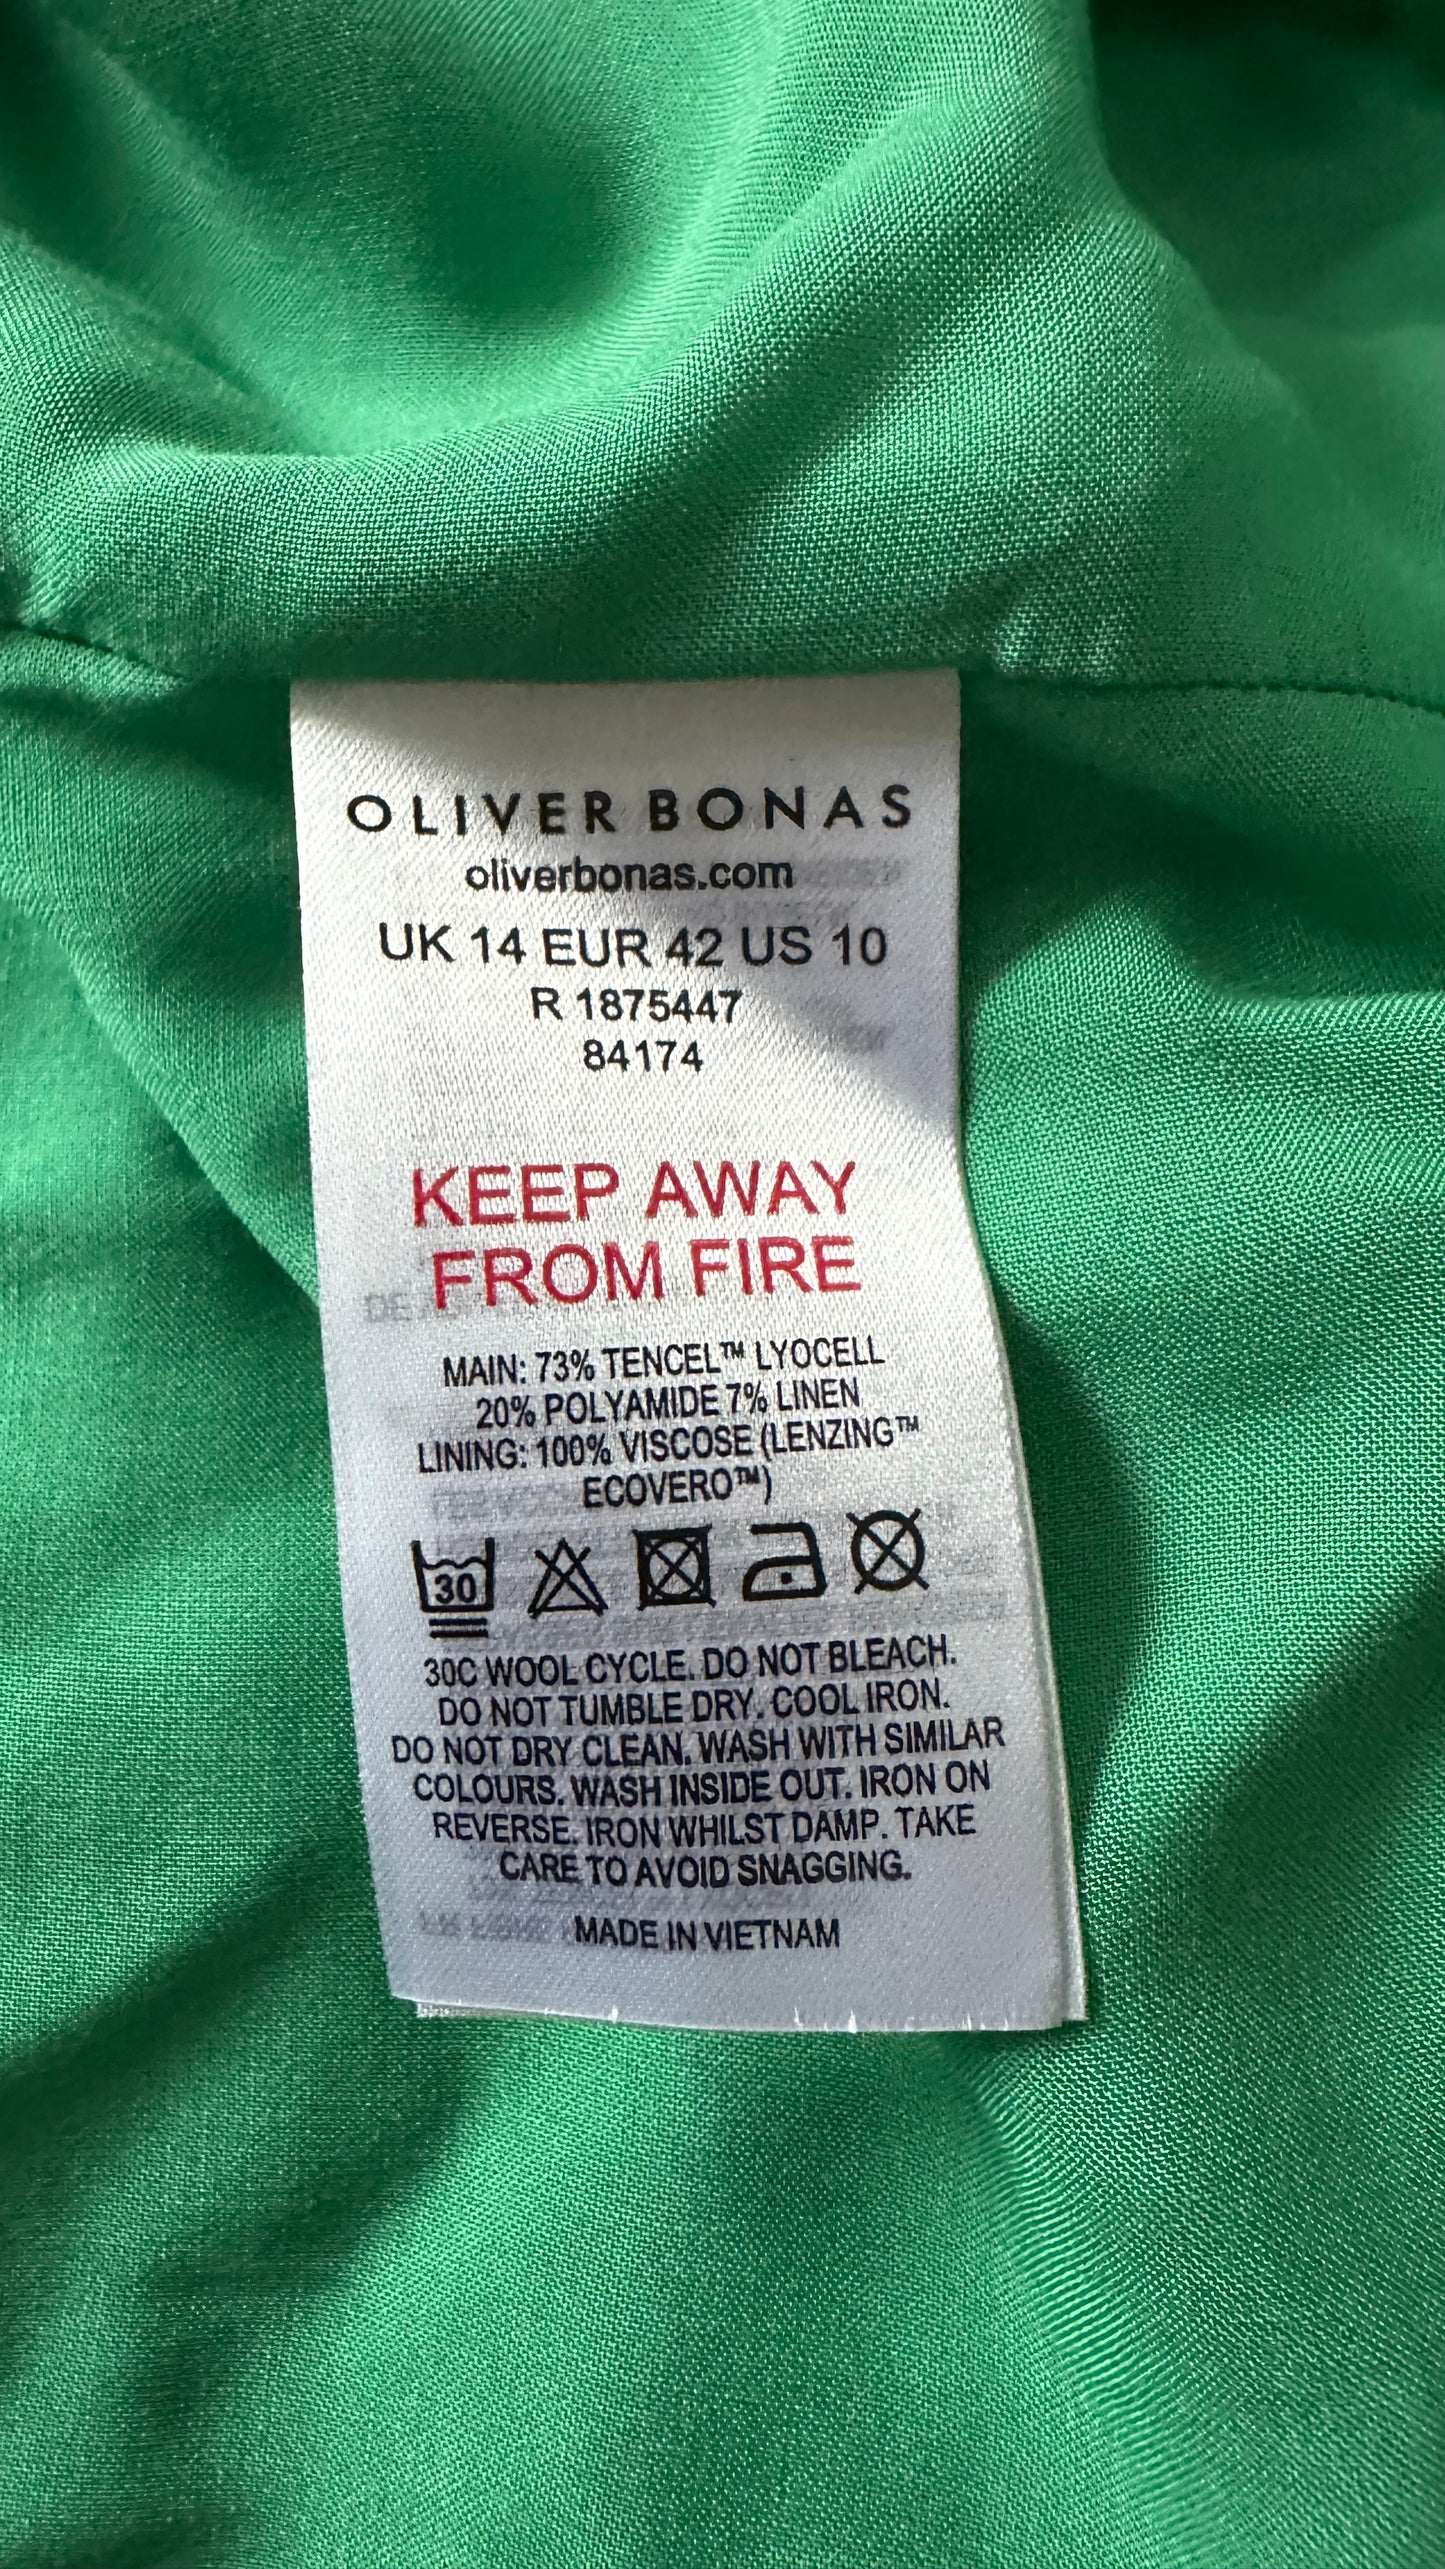 OLIVER BONAS
oliverbonas.com
UK 14 EUR 42 US 10
R 1875447
84174
KEEP AWAY
FROM FIRE
MAIN: 73% TENCEL™ LYOCELL
20% POLYAMIDE 7% LINEN
LINING: 100% VISCOSE (LENZING™
ECOVERO™)
30
30C WOOL CYCLE. DO NOT BLEACH.
DO NOT TUMBLE DRY. COOL IRON.
DO NOT DRY CLEAN. WASH WITH SIMILAR
COLOURS. WASH INSIDE OUT. IRON ON
REVERSE. IRON WHILST DAMP. TAKE
CARE TO AVOID SNAGGING.
MADE IN VIETNAM